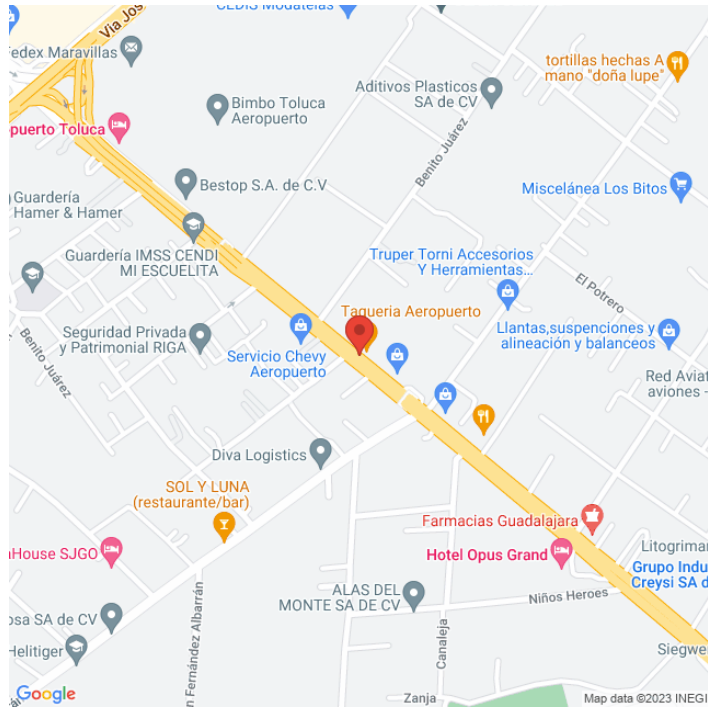 CEDIS Modatelas
Via Jos
Fedex Maravillas
tortillas hechas A
mano "doña lupe"
Aditivos Plasticos
SA de CV
Bimbo Toluca
Aeropuerto
puerto Toluca
Benito Juárez
Bestop S.A. de C.V
Miscelánea Los Bitos
Guardería
Hamer & Hamer
Guardería IMSS CENDI
MI ESCUELITA
Truper Torni Accesorios
Y Herramientas...
El Potrero
Taqueria Aeropuerto
Seguridad Privada
y Patrimonial RIGA
Llantas,suspenciones y
alineación y balanceos
Benito Juárez
Servicio Chevy
Aeropuerto
Red Aviat
aviones -
Diva Logistics
SOL Y LUNA
(restaurante/bar)
Farmacias Guadalajara
aHouse SJGO
Hotel Opus Grand
Litogrimar
Grupo Indu
Creysi SA d
ALAS DEL
MONTE SA DE CV
Niños Heroes
n Fernández Albarrán
osa SA de CV
Canaleja
Helitiger
Siegwer
Zanja
rán
Google
Map data ©2023 INEGI